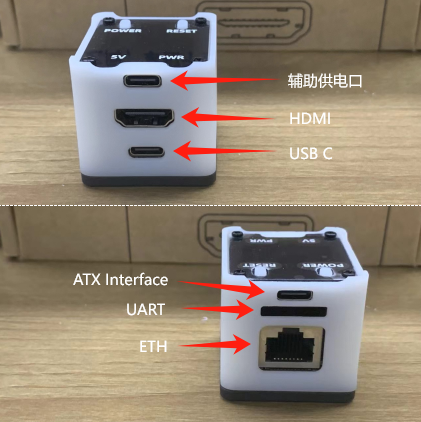 POWER RESET
5V PWR
辅助供电口
HDMI
USB C
PWR 5V
RESET POWER
ATX Interface
UART
ETH